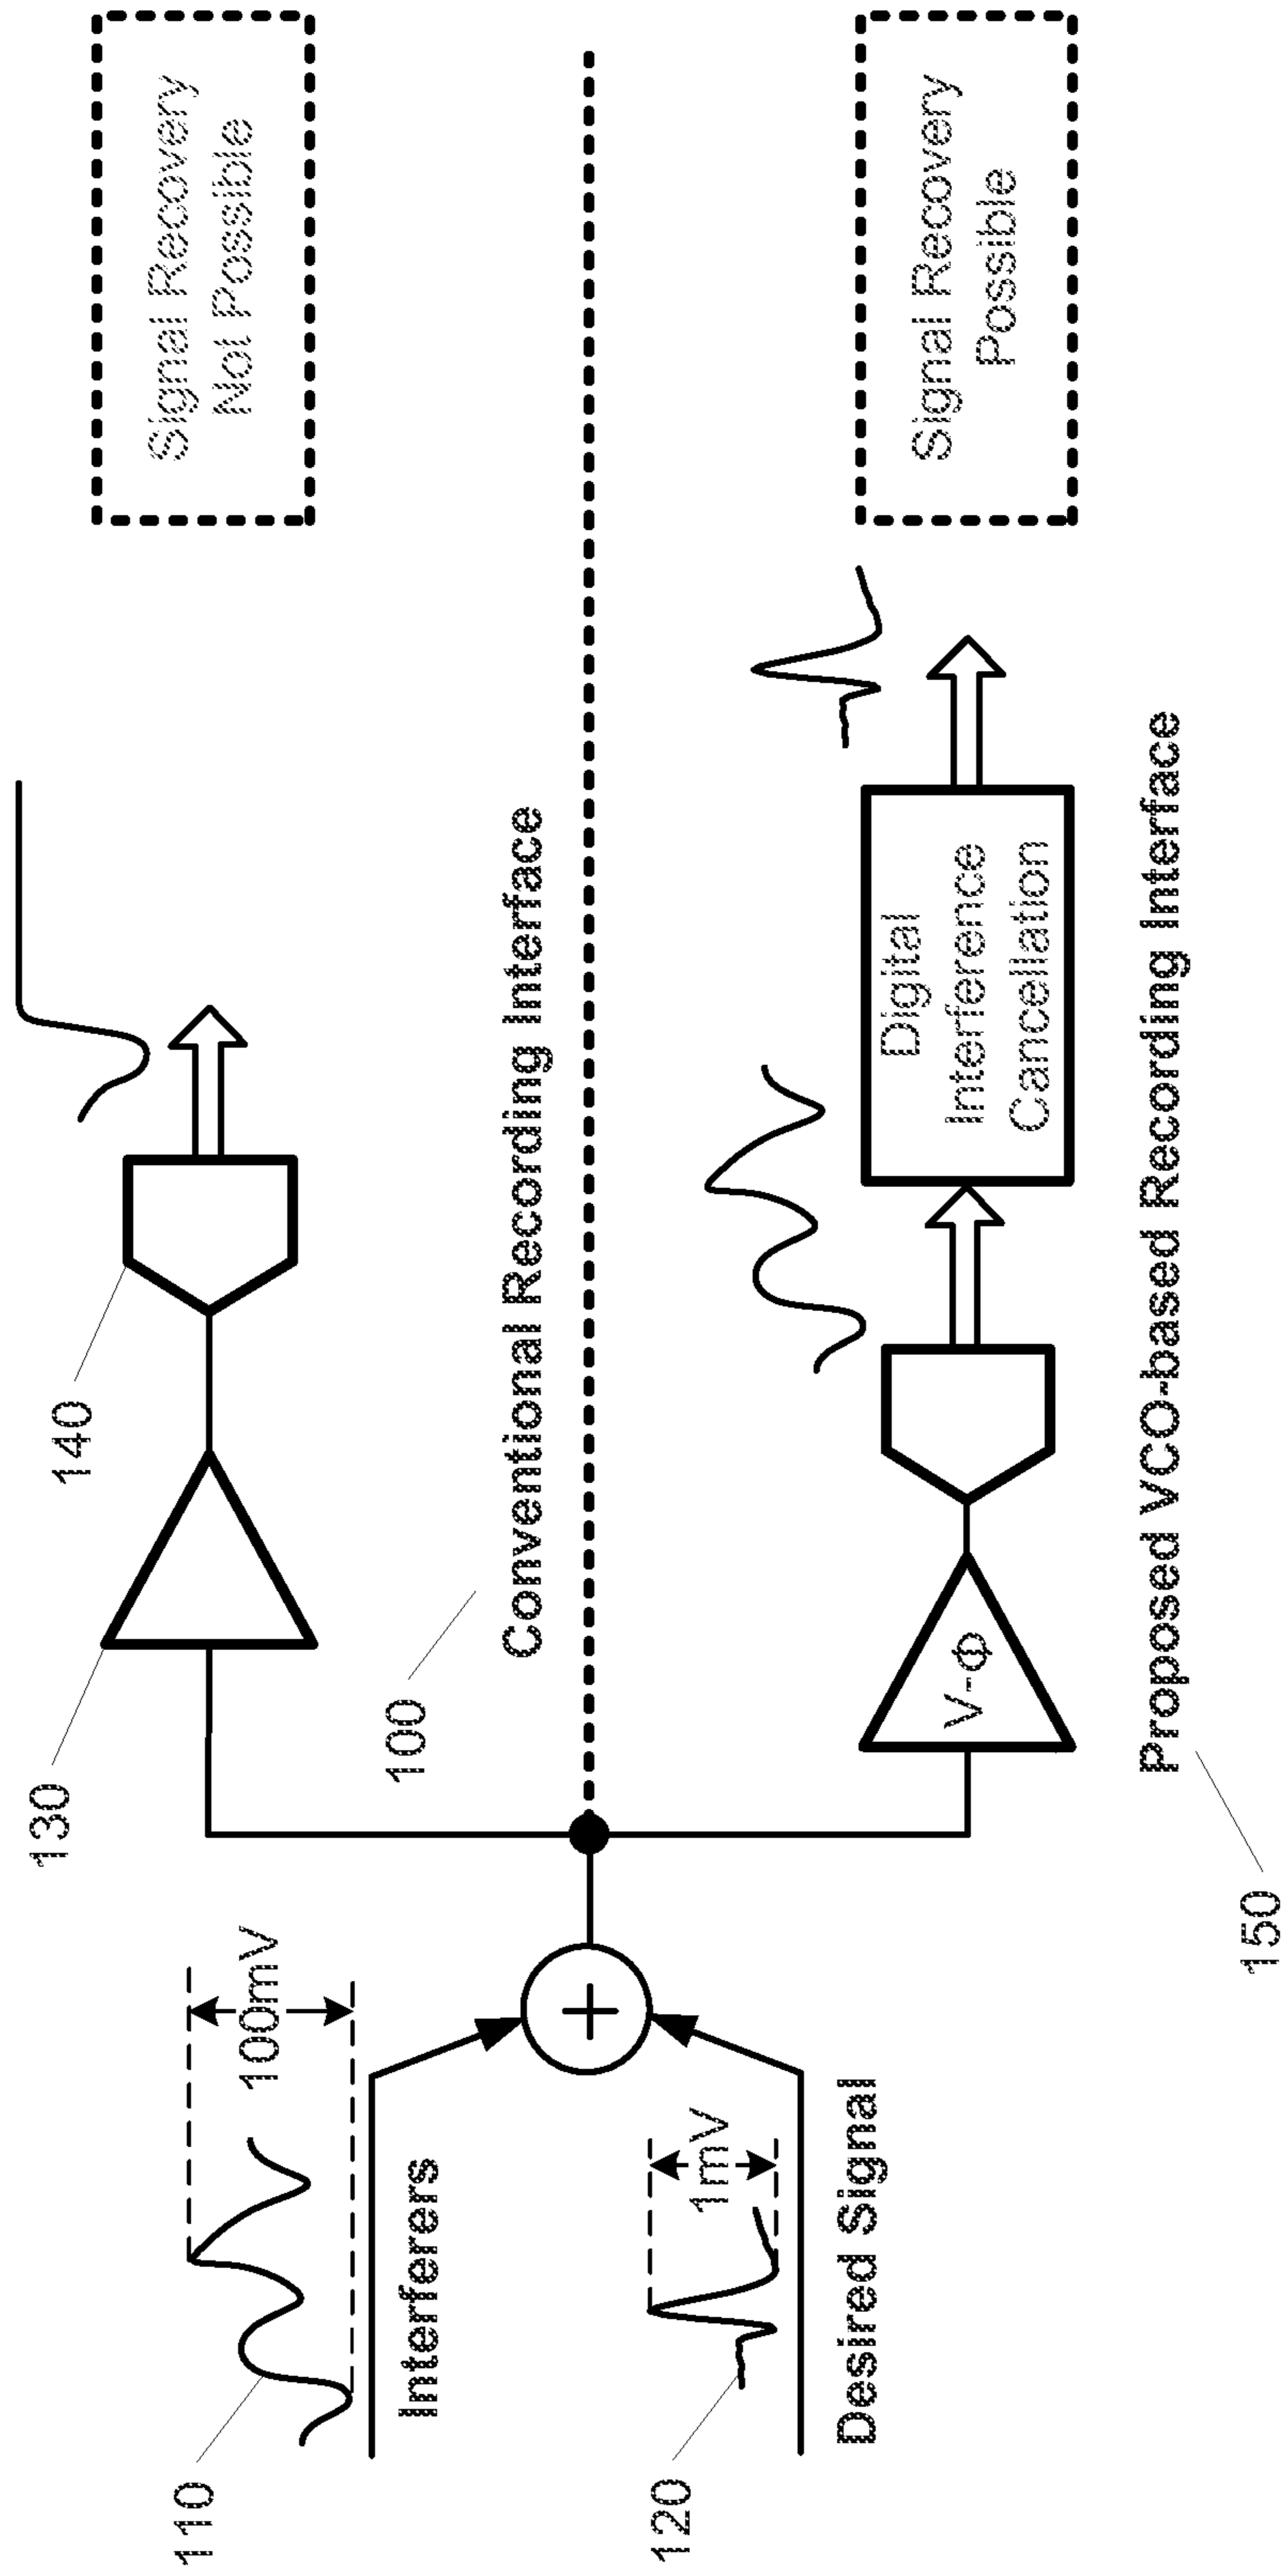 110
100mV
Interferers
120
1mV
Desired Signal
+
130
140
Signal Recovery
Not Possible
100
Conventional Recording Interface
V-Φ
Digital
Interference
Cancellation
Signal Recovery
Possible
150
Proposed VCO-based Recording Interface